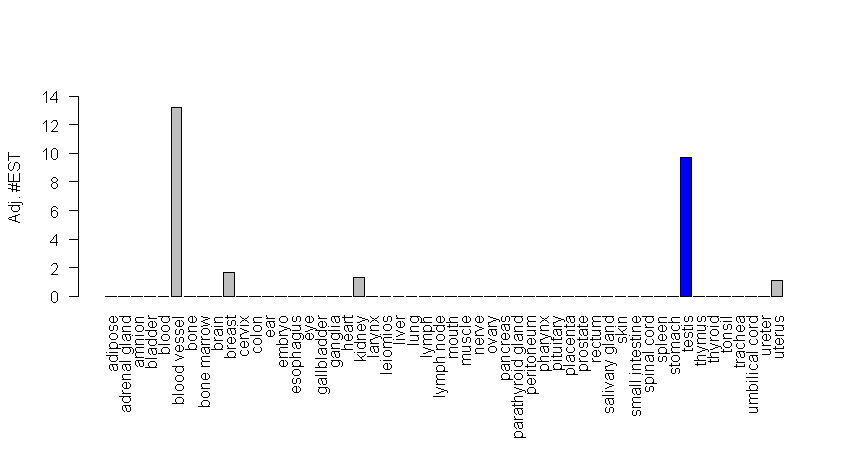 Adj. #EST
14
12
10
8
6
4
2
0
adipose
adrenal gland
amnion
bladder
blood
blood vessel
bone
bone marrow
brain
breast
cervix
colon
ear
embryo
esophagus
eye
gallbladder
ganglia
heart
kidney
larynx
leiomios
liver
lung
lymph
lymph node
mouth
muscle
nerve
ovary
pancreas
parathyroid gland
peritoneum
pharynx
pituitary
placenta
prostate
rectum
salivary gland
skin
small intestine
spinal cord
spleen
stomach
testis
thymus
thyroid
tonsil
trachea
umbilical cord
ureter
uterus